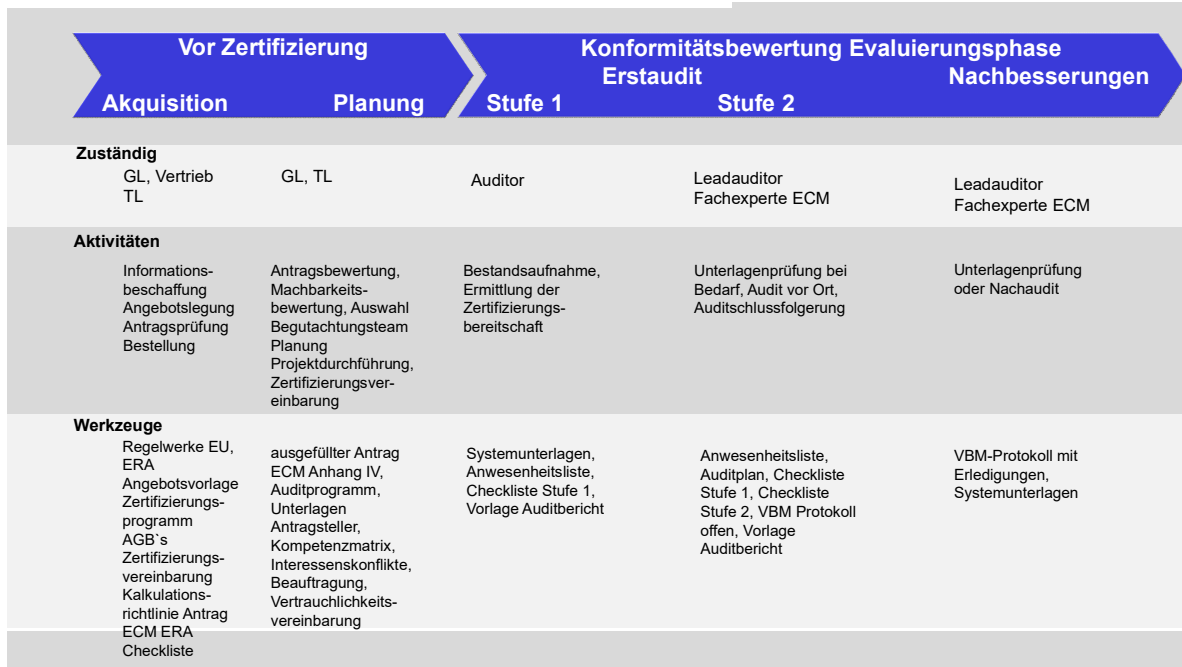 Vor Zertifizierung
Akquisition
Planung
Konformitätsbewertung Evaluierungsphase
Erstaudit
Nachbesserungen
Stufe 1
Stufe 2
Zuständig
GL, Vertrieb
TL
GL, TL
Auditor
Leadauditor
Fachexperte ECM
Leadauditor
Fachexperte ECM
Aktivitäten
Informations-
beschaffung
Angebotslegung
Antragsprüfung
Bestellung
Antragsbewertung,
Machbarkeits-
bewertung, Auswahl
Begutachtungsteam
Planung
Projektdurchführung,
Zertifizierungsver-
einbarung
Bestandsaufnahme,
Ermittlung der
Zertifizierungs-
bereitschaft
Unterlagenprüfung bei
Bedarf, Audit vor Ort,
Auditschlussfolgerung
Unterlagenprüfung
oder Nachaudit
Werkzeuge
Regelwerke EU,
ERA
Angebotsvorlage
Zertifizierungs-
programm
AGB`s
Zertifizierungs-
vereinbarung
Kalkulations-
richtlinie Antrag
ECM ERA
Checkliste
ausgefüllter Antrag
ECM Anhang IV,
Auditprogramm,
Unterlagen
Antragsteller,
Kompetenzmatrix,
Interessenskonflikte,
Beauftragung,
Vertraulichkeits-
vereinbarung
Systemunterlagen,
Anwesenheitsliste,
Checkliste Stufe 1,
Vorlage Auditbericht
Anwesenheitsliste,
Auditplan, Checkliste
Stufe 1, Checkliste
Stufe 2, VBM Protokoll
offen, Vorlage
Auditbericht
VBM-Protokoll mit
Erledigungen,
Systemunterlagen